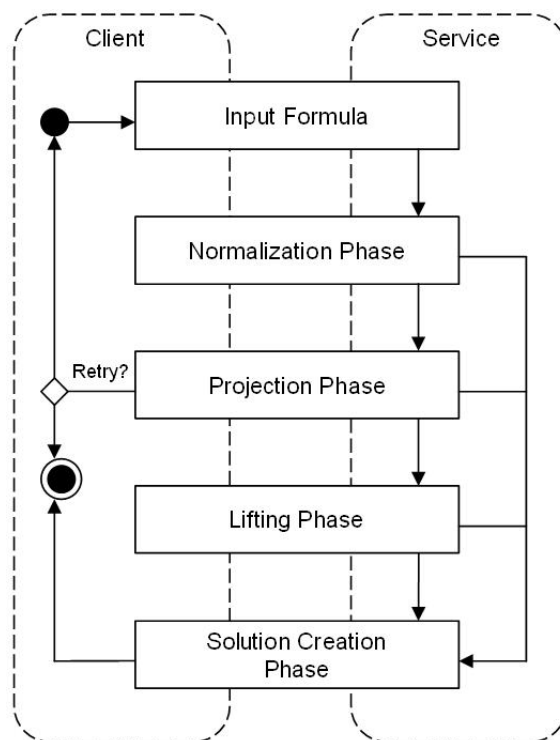 Client
Service
Input Formula
Normalization Phase
Retry?
Projection Phase
Lifting Phase
Solution Creation
Phase